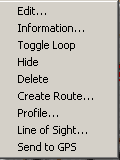 Edit...
Information...
Toggle Loop
Hide
Delete
Create Route...
Profile...
Line of Sight...
Send to GPS